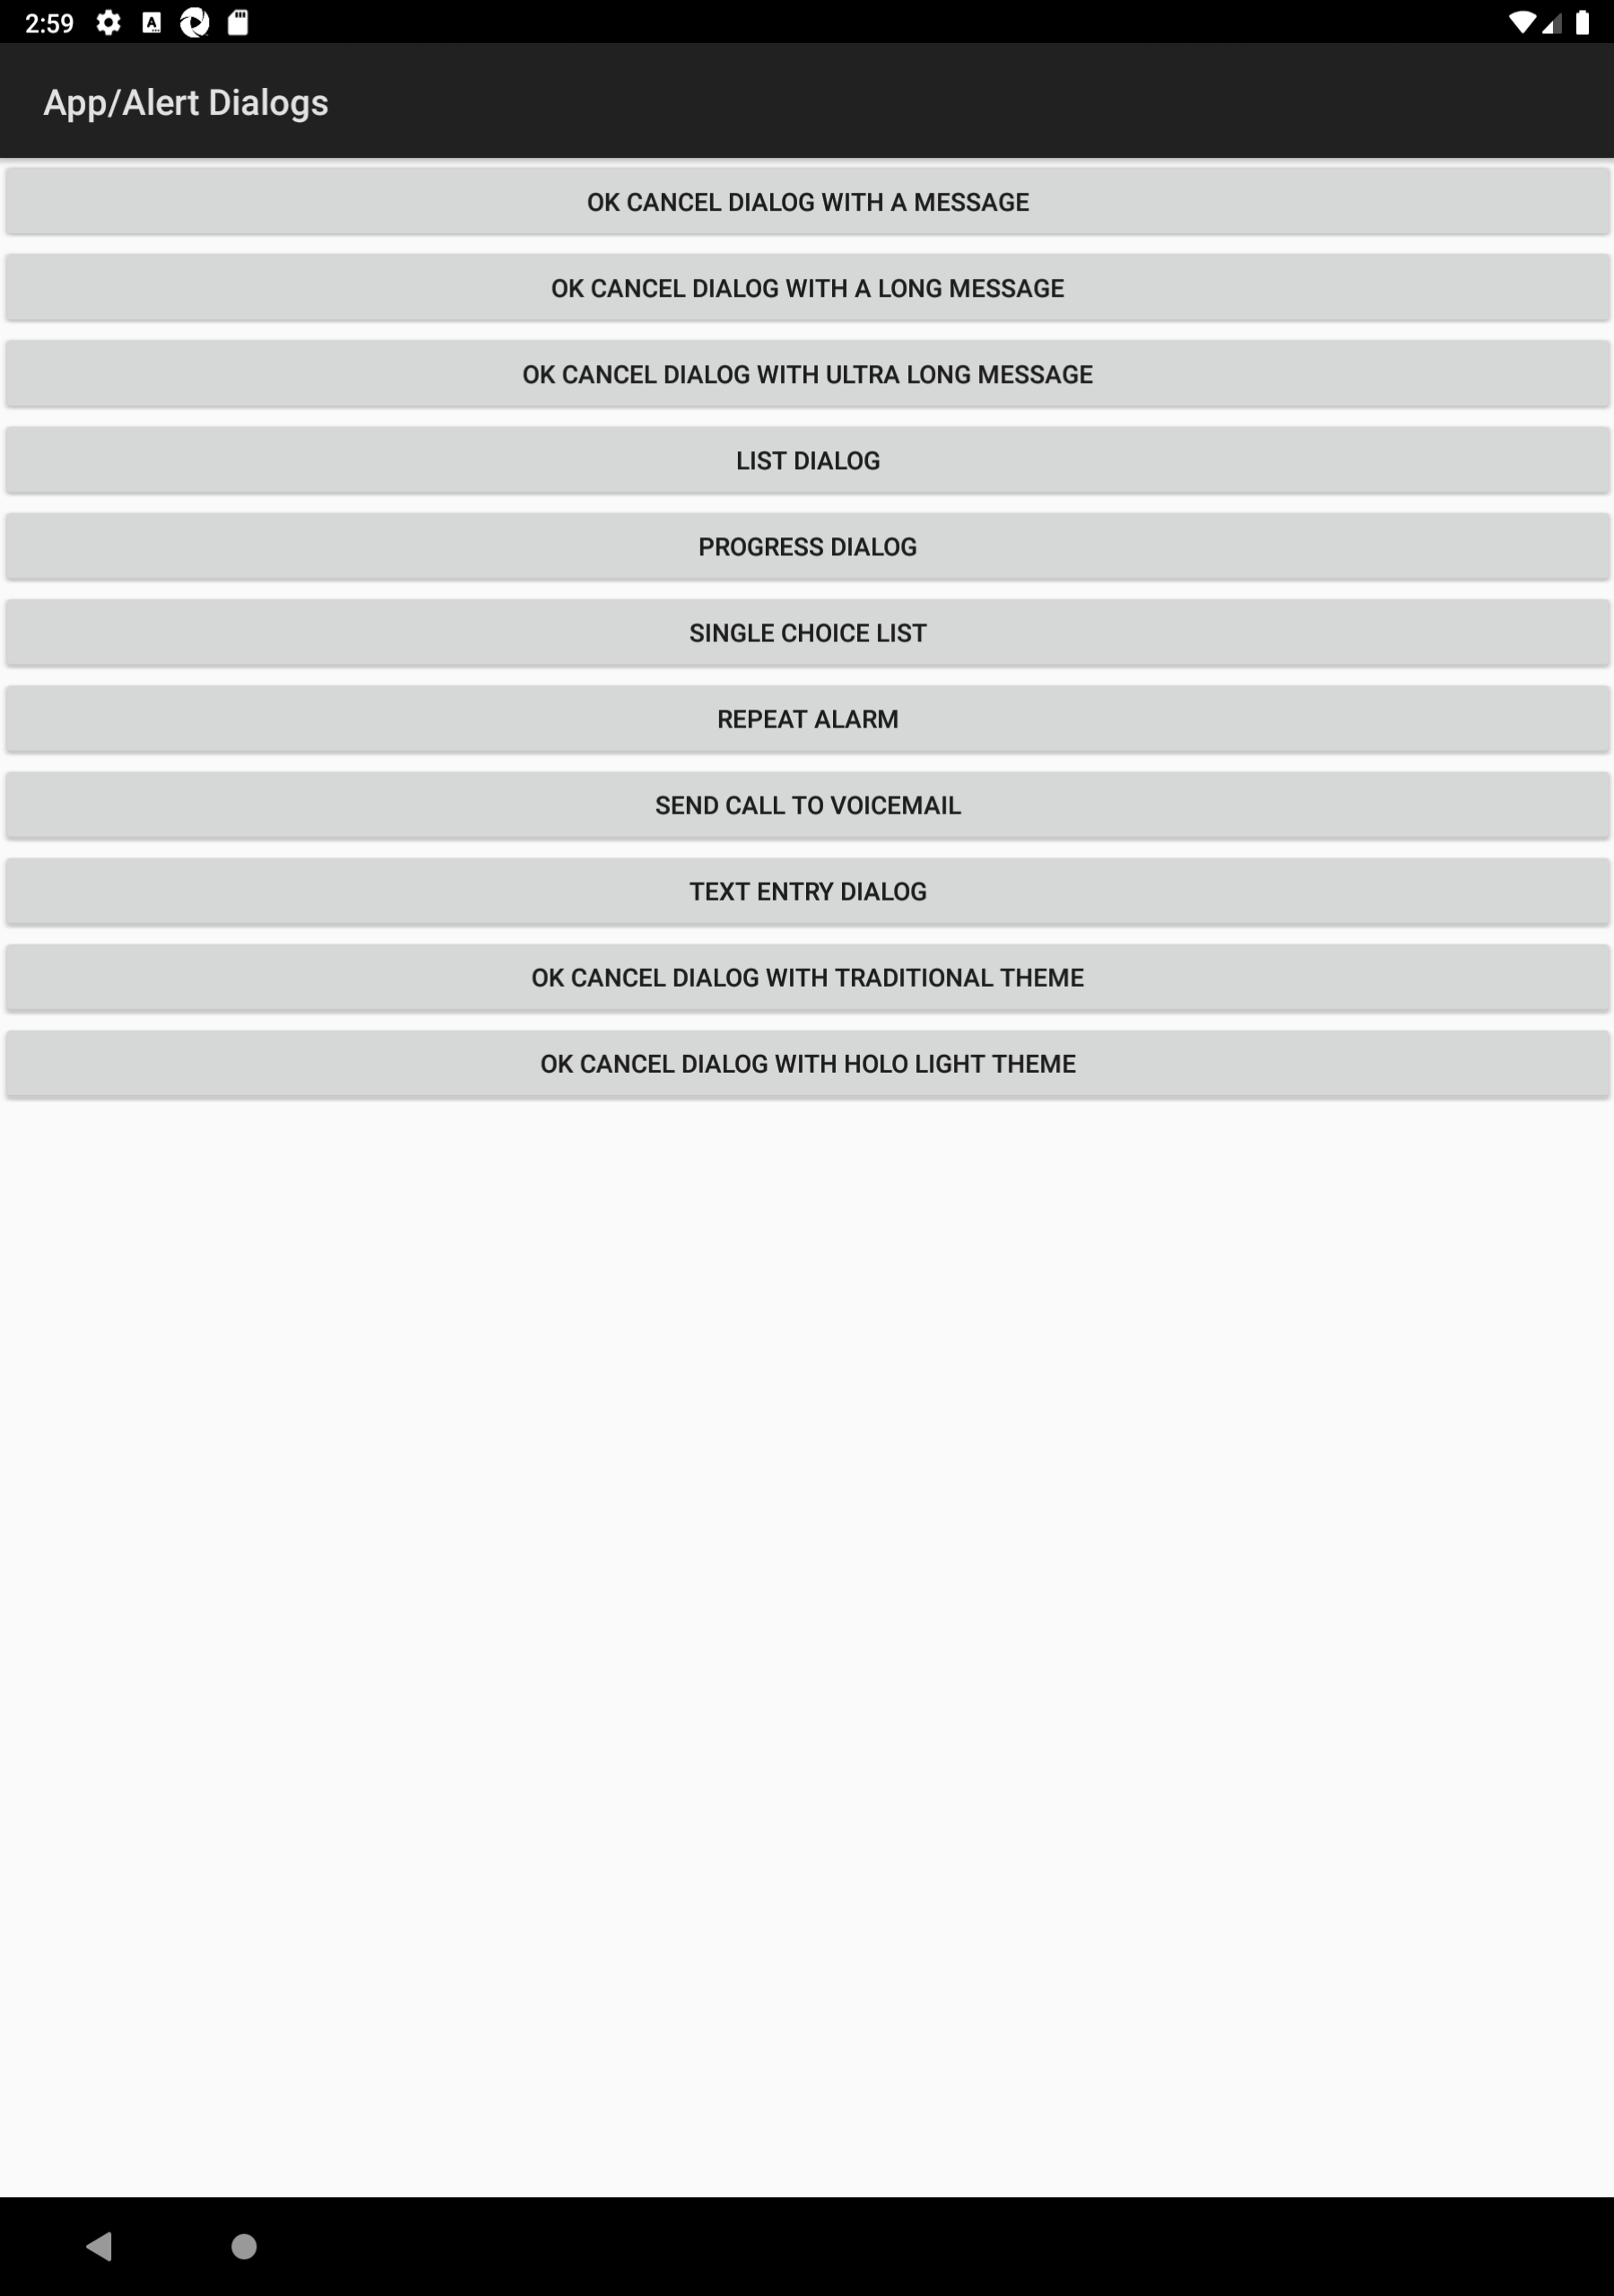 2:59
App/Alert Dialogs
OK CANCEL DIALOG WITH A MESSAGE
OK CANCEL DIALOG WITH A LONG MESSAGE
OK CANCEL DIALOG WITH ULTRA LONG MESSAGE
LIST DIALOG
PROGRESS DIALOG
SINGLE CHOICE LIST
REPEAT ALARM
SEND CALL TO VOICEMAIL
TEXT ENTRY DIALOG
OK CANCEL DIALOG WITH TRADITIONAL THEME
OK CANCEL DIALOG WITH HOLO LIGHT THEME